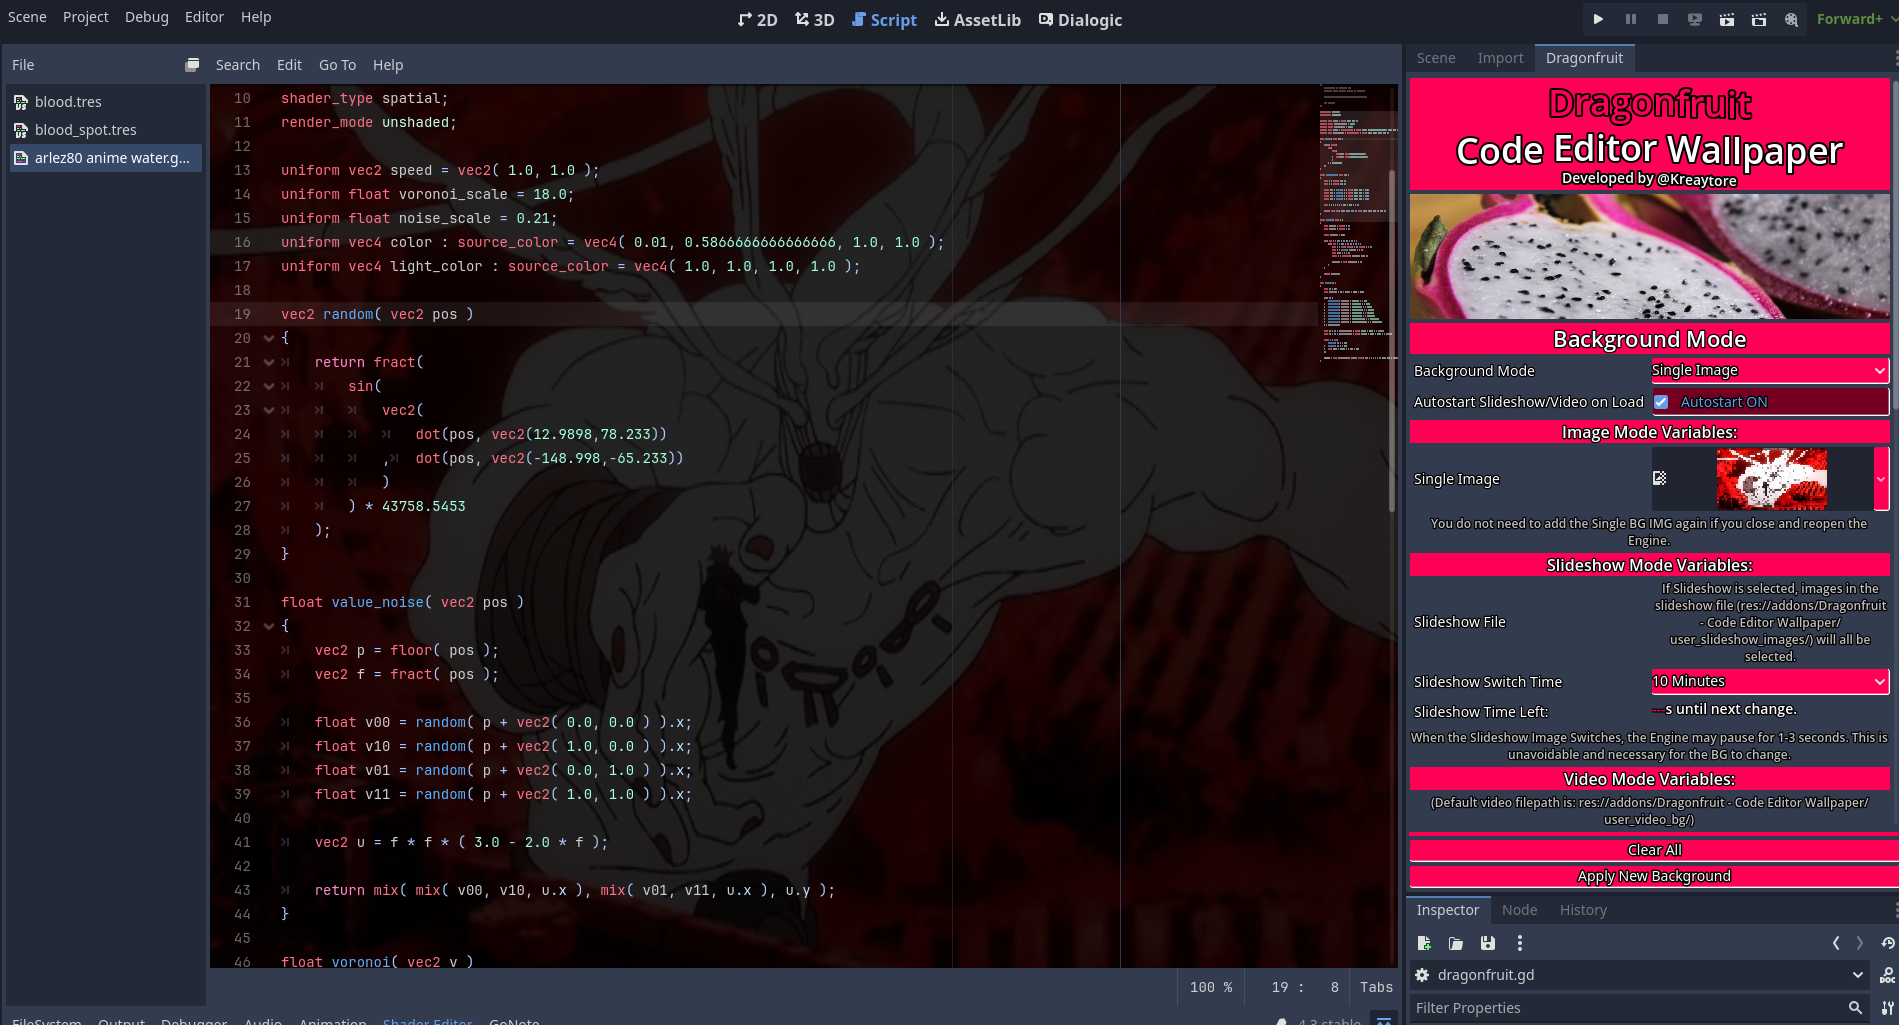 Scene Project Debug Editor Help
2D 3D Script AssetLib Dialogic
Forward+
File
Search Edit Go To Help
blood.tres
blood_spot.tres
arlez80 anime water.g...
10 shader_type spatial;
11 render_mode unshaded;
12
13 uniform vec2 speed = vec2( 1.0, 1.0 );
14 uniform float voronoi_scale = 18.0;
15 uniform float noise_scale = 0.21;
16 uniform vec4 color : source_color = vec4( 0.01, 0.5866666666666666, 1.0, 1.0 );
17 uniform vec4 light_color : source_color = vec4( 1.0, 1.0, 1.0, 1.0 );
18
19 vec2 random( vec2 pos )
20 {
21 return fract(
22 sin(
23 vec2(
24 dot(pos, vec2(12.9898,78.233))
25 , dot(pos, vec2(-148.998,-65.233))
26 )
27 ) * 43758.5453
28 );
29 }
30
31 float value_noise( vec2 pos )
32 {
33 vec2 p = floor( pos );
34 vec2 f = fract( pos );
35
36 float v00 = random( p + vec2( 0.0, 0.0 ) ).x;
37 float v10 = random( p + vec2( 1.0, 0.0 ) ).x;
38 float v01 = random( p + vec2( 0.0, 1.0 ) ).x;
39 float v11 = random( p + vec2( 1.0, 1.0 ) ).x;
40
41 vec2 u = f * f * ( 3.0 - 2.0 * f );
42
43 return mix( mix( v00, v10, u.x ), mix( v01, v11, u.x ), u.y );
44 }
45
46 float voronoi( vec2 v )
100 % 19 : 8 Tabs
FileSystem Output Debugger Audio Animation Shader Editor GoNote
4.3.stable
Scene Import Dragonfruit
Dragonfruit
Code Editor Wallpaper
Developed by @Kreaytore
Background Mode
Background Mode Single Image
Autostart Slideshow/Video on Load Autostart ON
Image Mode Variables:
Single Image
You do not need to add the Single BG IMG again if you close and reopen the
Engine.
Slideshow Mode Variables:
Slideshow File
If Slideshow is selected, images in the
slideshow file (res://addons/Dragonfruit
- Code Editor Wallpaper/
user_slideshow_images/) will all be
selected.
Slideshow Switch Time 10 Minutes
Slideshow Time Left: ---s until next change.
When the Slideshow Image Switches, the Engine may pause for 1-3 seconds. This is
unavoidable and necessary for the BG to change.
Video Mode Variables:
(Default video filepath is: res://addons/Dragonfruit - Code Editor Wallpaper/
user_video_bg/)
Clear All
Apply New Background
Inspector Node History
dragonfruit.gd
Filter Properties